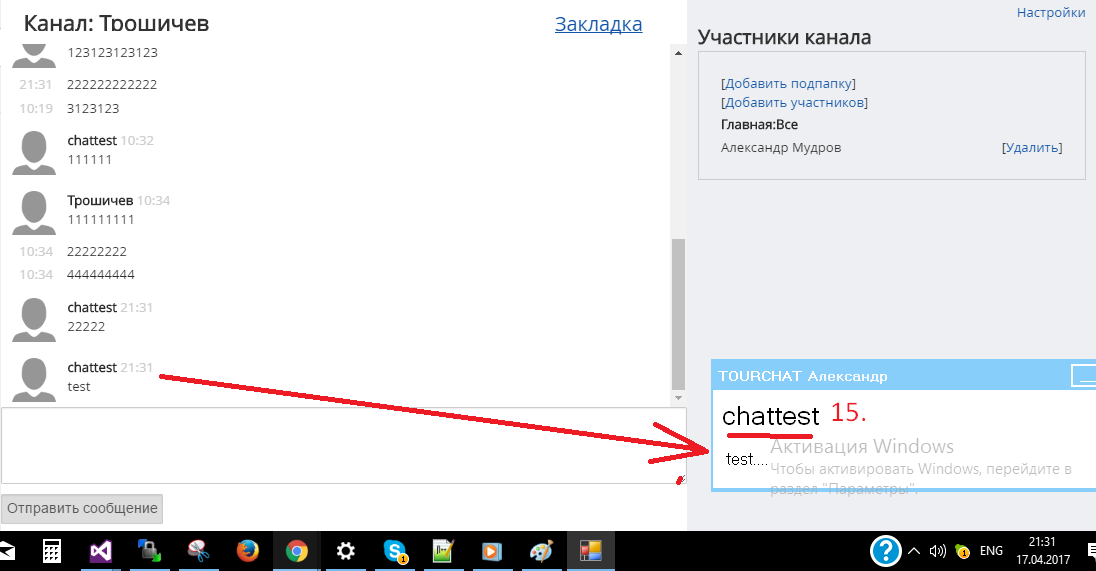 Канал: Трошичев
Закладка
123123123123
21:31 222222222222
10:19 3123123
chattest 10:32
111111
Трошичев 10:34
111111111
10:34 22222222
10:34 444444444
chattest 21:31
22222
chattest 21:31
test
Отправить сообщение
Настройки
Участники канала
[Добавить подпапку]
[Добавить участников]
Главная:Все
Александр Мудров [Удалить]
TOURCHAT Александр
chattest 15.
test....
Активация Windows
Чтобы активировать Windows, перейдите в
раздел "Параметры".
S 1
? 1 ENG 21:31
17.04.2017